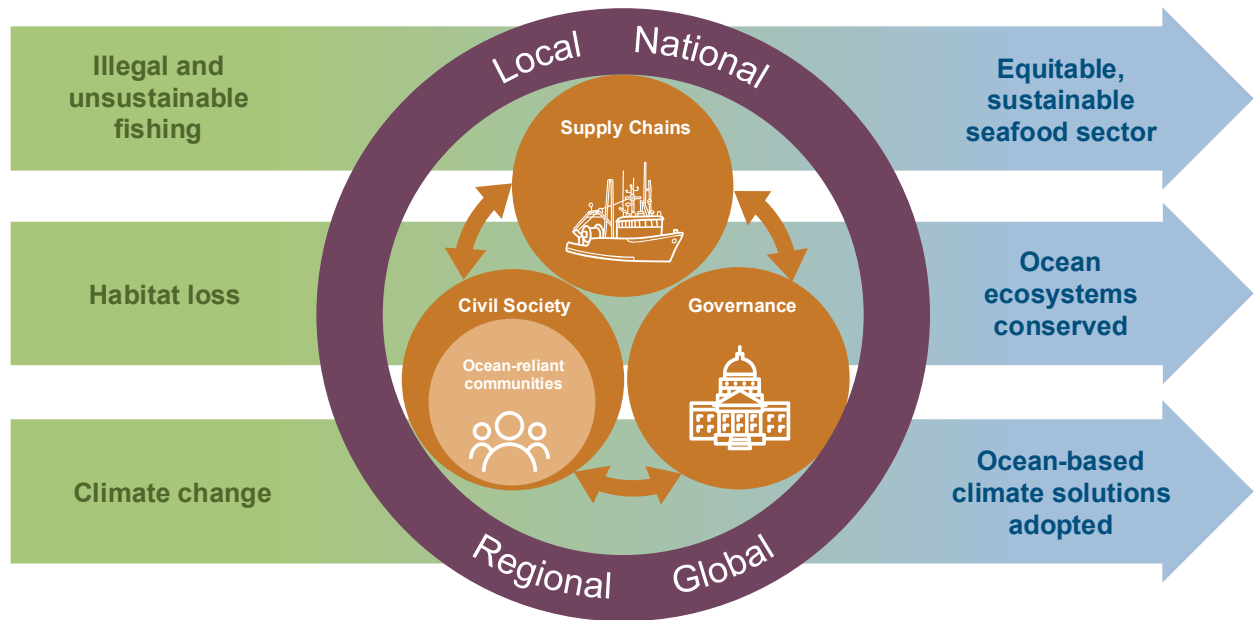 Local National
Illegal and
unsustainable
fishing
Equitable,
sustainable
seafood sector
Supply Chains
Habitat loss
Civil Society
Governance
Ocean
ecosystems
conserved
Ocean-reliant
communities
Climate change
Ocean-based
climate solutions
adopted
Regional Global